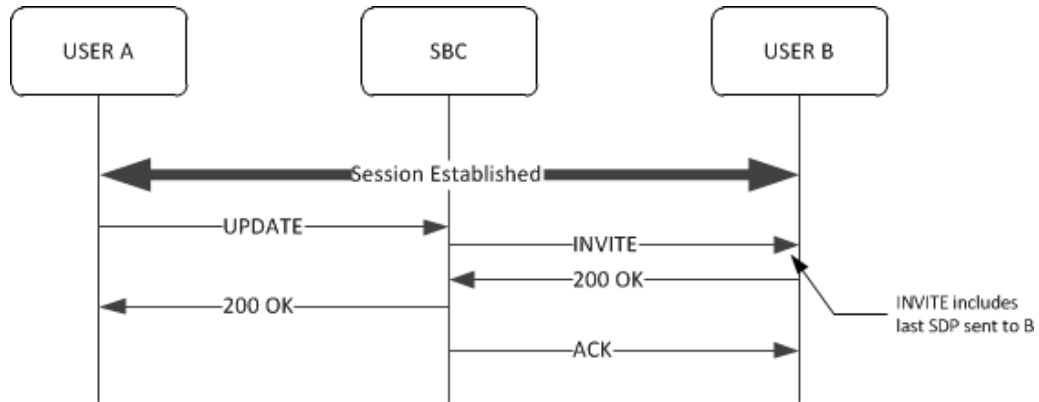 USER A
SBC
USER B
Session Established
UPDATE
INVITE
200 OK
200 OK
INVITE includes
last SDP sent to B
ACK